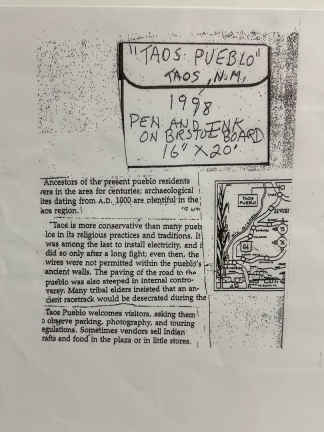 "TAOS PUEBLO"
TAOS, N.M.
1998
PEN AND INK
ON BRSTOL BOARD
16" X 20"
Ancestors of the present pueblo residents
ere in the area for centuries; archaeological
ites dating from A.D. 1000 are plentiful in the
aos region.
"Taos is more conservative than many pueb
los in its religious practices and traditions. It
was among the last to install electricity, and i
did so only after a long fight; even then, the
wires were not permitted within the pueblo's
ancient walls. The paving of the road to the
pueblo was also steeped in internal contro-
versy. Many tribal elders insisted that an an-
cient racetrack would be desecrated during the
Taos Pueblo welcomes visitors, asking them
o observe parking, photography, and touring
egulations. Sometimes vendors sell Indian
rafts and food in the plaza or in little stores.
TAOS
PUEBLO